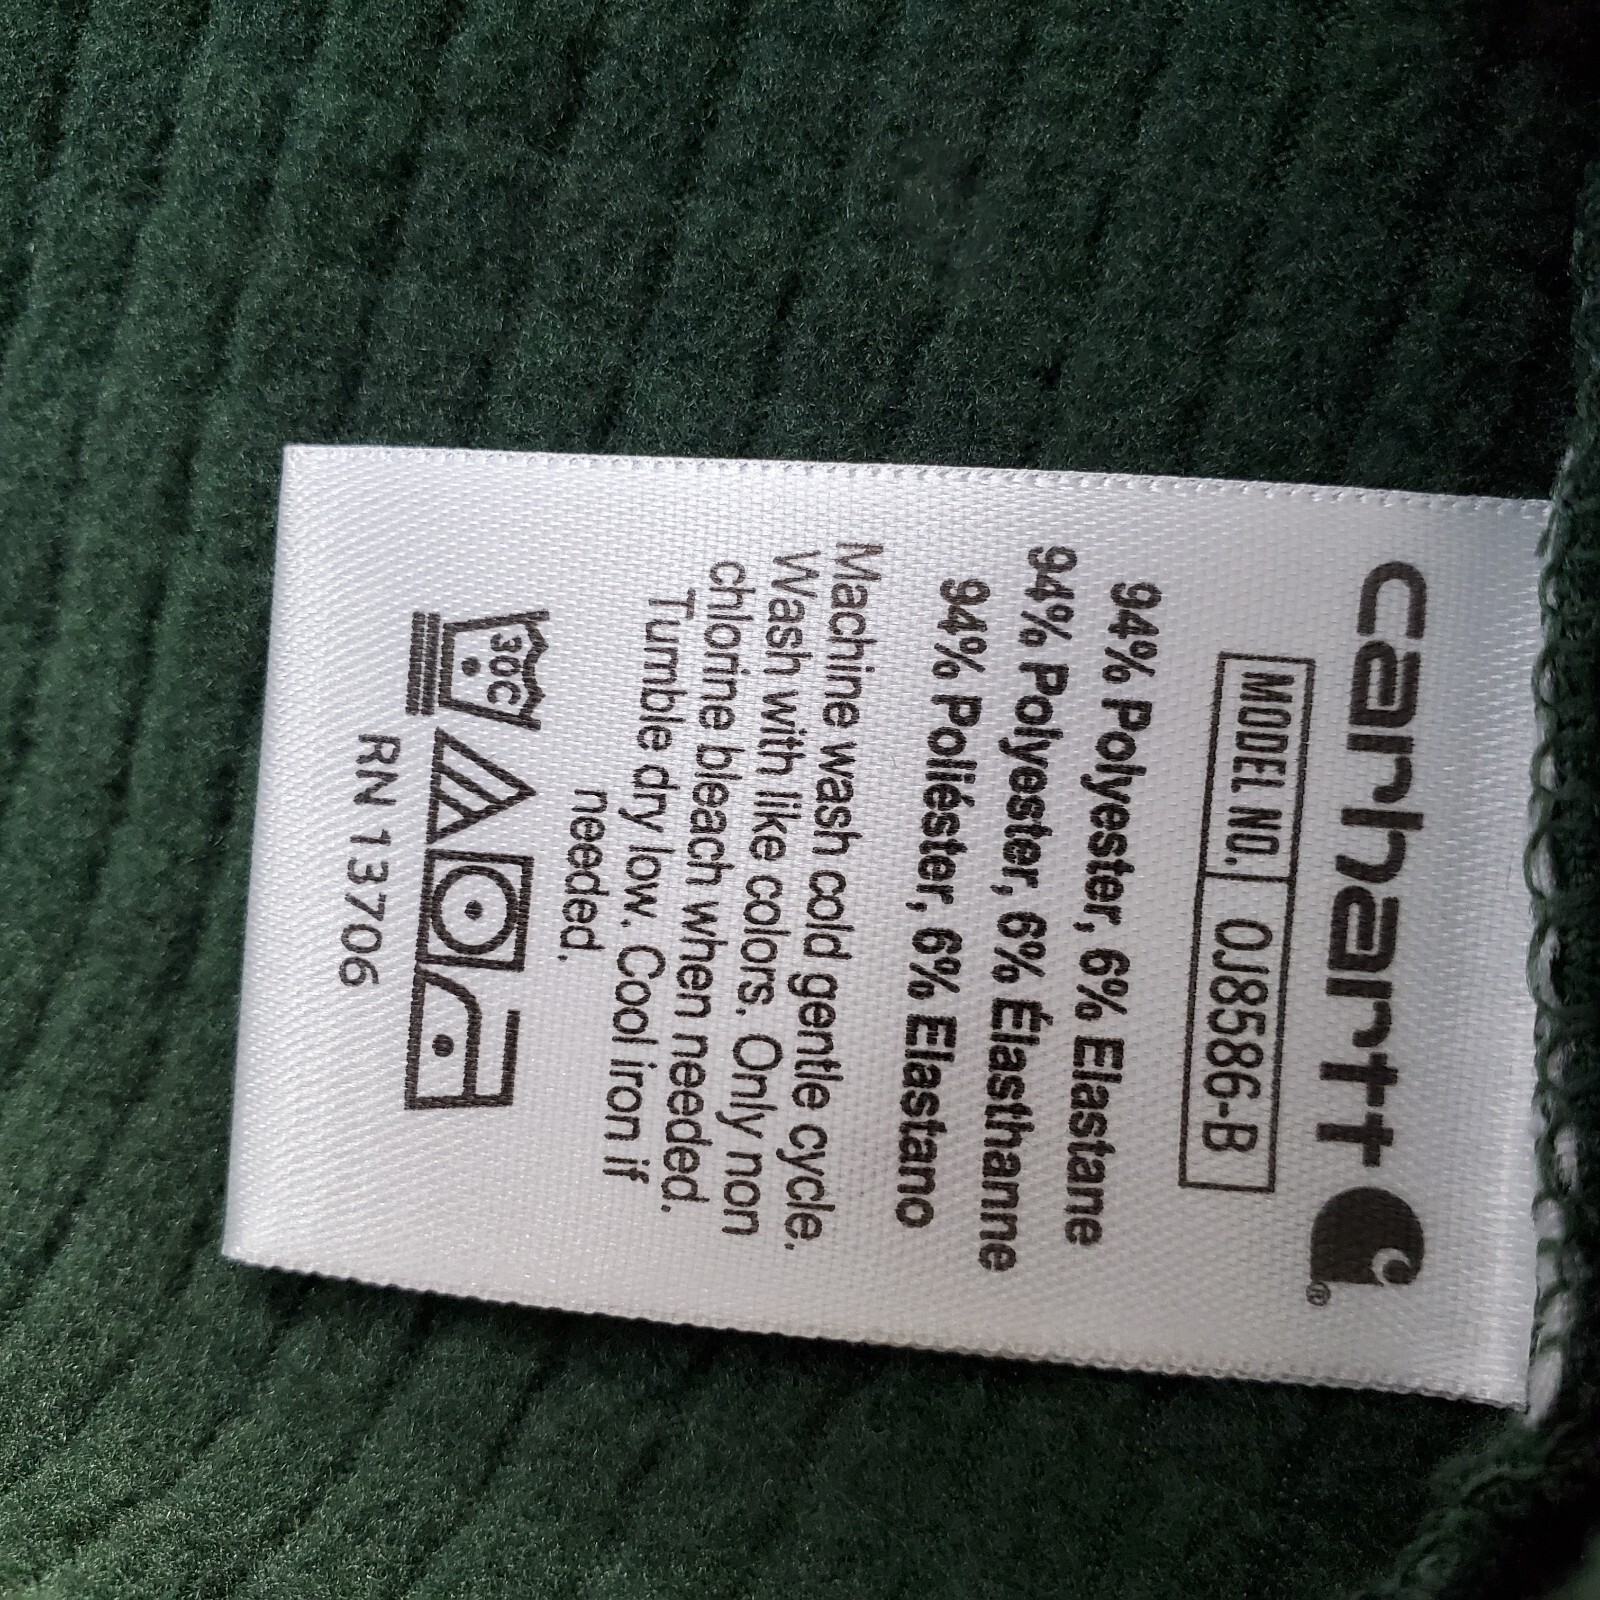 carhartt ®
MODEL NO. OJ8586-B
94% Polyester, 6% Elastane
94% Polyester, 6% Élasthanne
94% Poliéster, 6% Elastano
Machine wash cold gentle cycle.
Wash with like colors. Only non
chlorine bleach when needed.
Tumble dry low. Cool iron if
needed.
30C
RN 13706